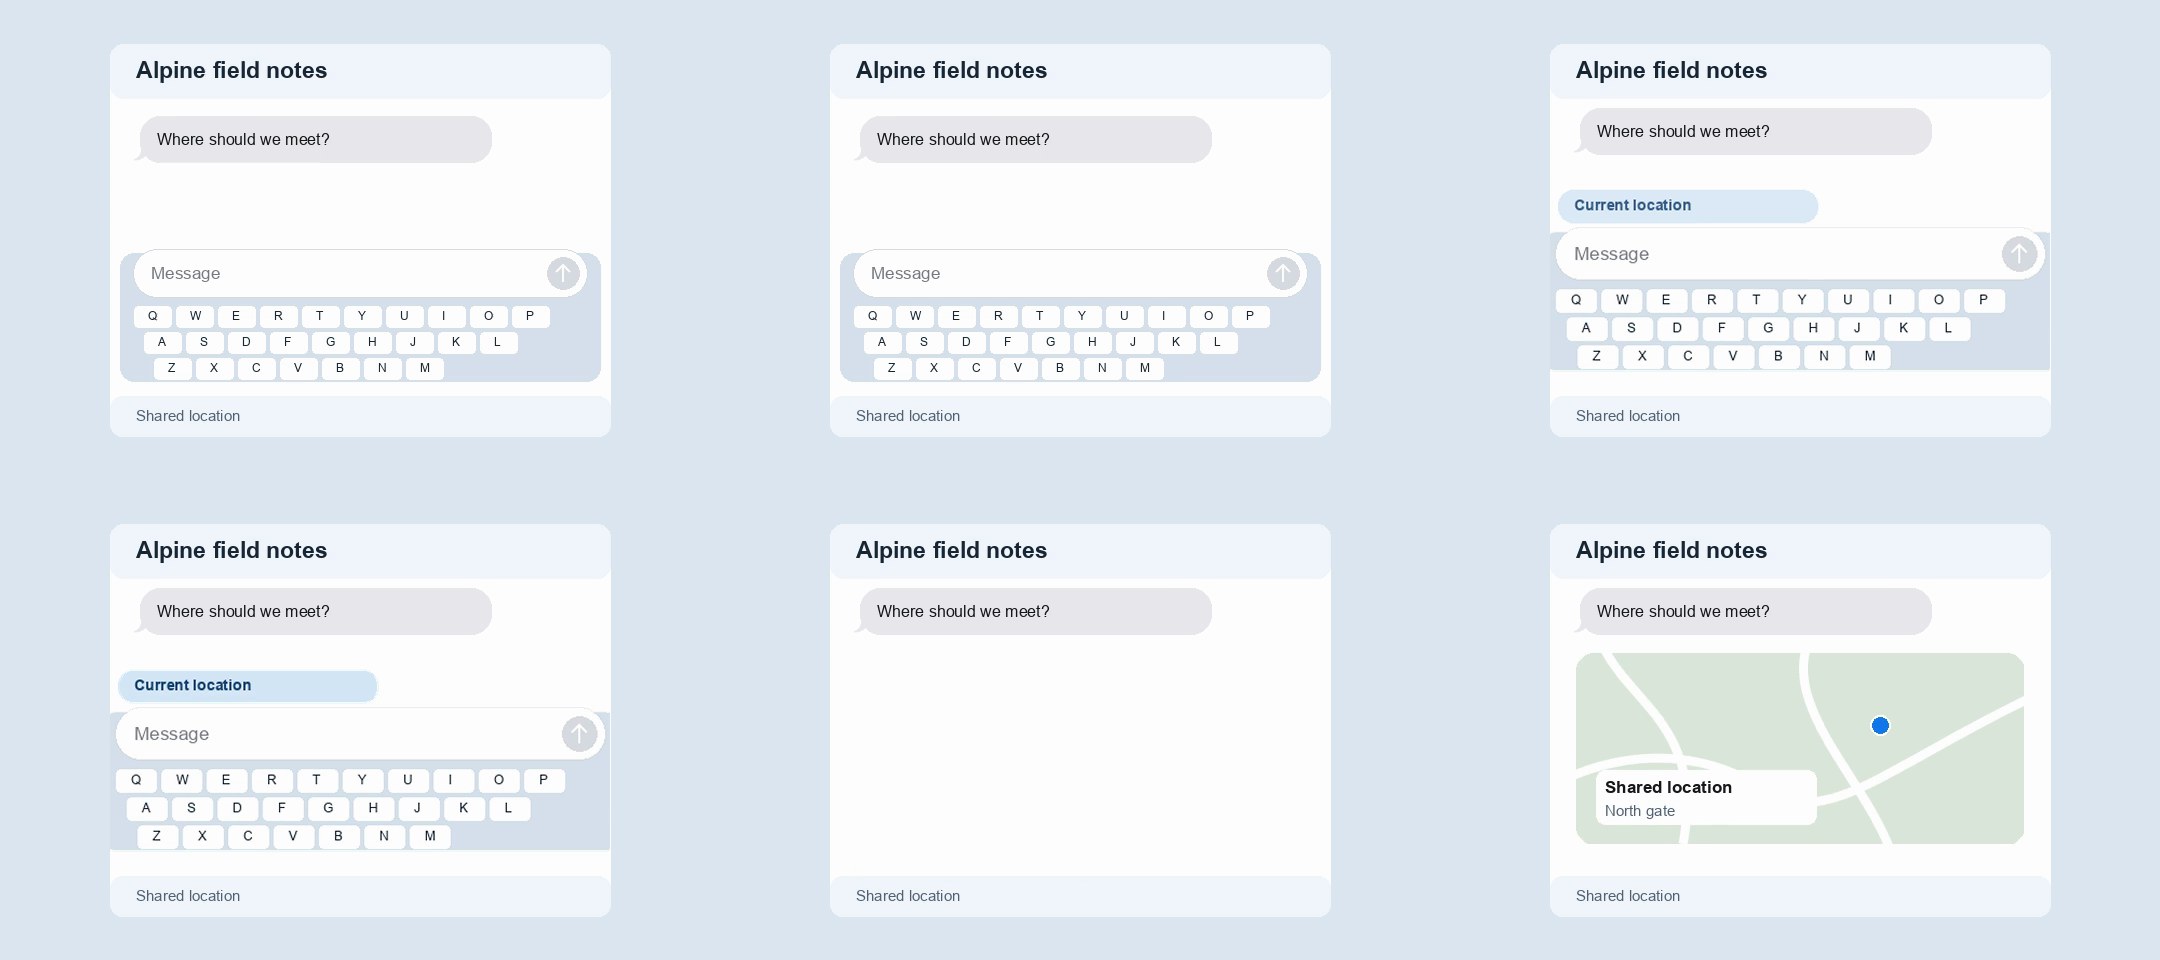 Alpine field notes
Where should we meet?
Message
Q W E R T Y U I O P
A S D F G H J K L
Z X C V B N M
Shared location
Alpine field notes
Where should we meet?
Message
Q W E R T Y U I O P
A S D F G H J K L
Z X C V B N M
Shared location
Alpine field notes
Where should we meet?
Current location
Message
Q W E R T Y U I O P
A S D F G H J K L
Z X C V B N M
Shared location
Alpine field notes
Where should we meet?
Current location
Message
Q W E R T Y U I O P
A S D F G H J K L
Z X C V B N M
Shared location
Alpine field notes
Where should we meet?
Shared location
Alpine field notes
Where should we meet?
Shared location
North gate
Shared location